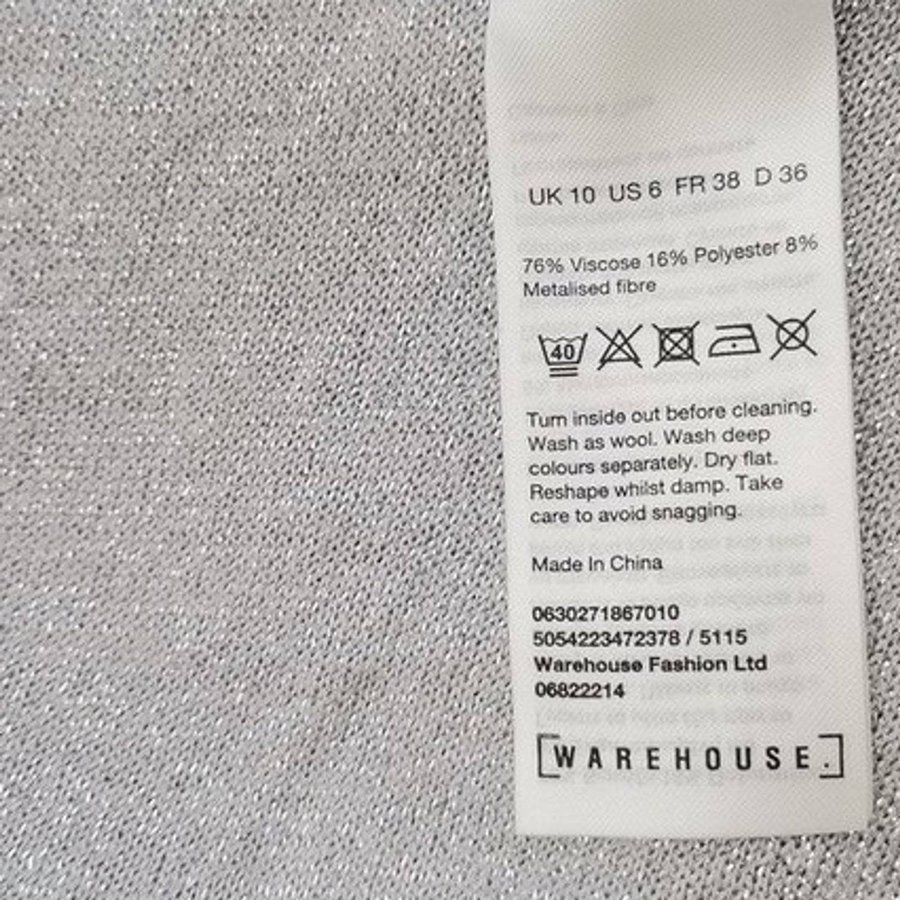 UK 10 US 6 FR 38 D 36
76% Viscose 16% Polyester 8%
Metalised fibre
40
Turn inside out before cleaning.
Wash as wool. Wash deep
colours separately. Dry flat.
Reshape whilst damp. Take
care to avoid snagging.
Made In China
0630271867010
5054223472378 / 5115
Warehouse Fashion Ltd
06822214
[WAREHOUSE.]